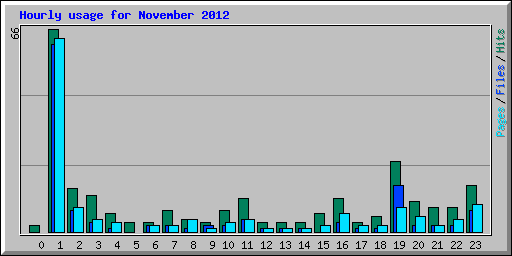 Hourly usage for November 2012
66
Pages/Files/Hits
0 1 2 3 4 5 6 7 8 9 10 11 12 13 14 15 16 17 18 19 20 21 22 23